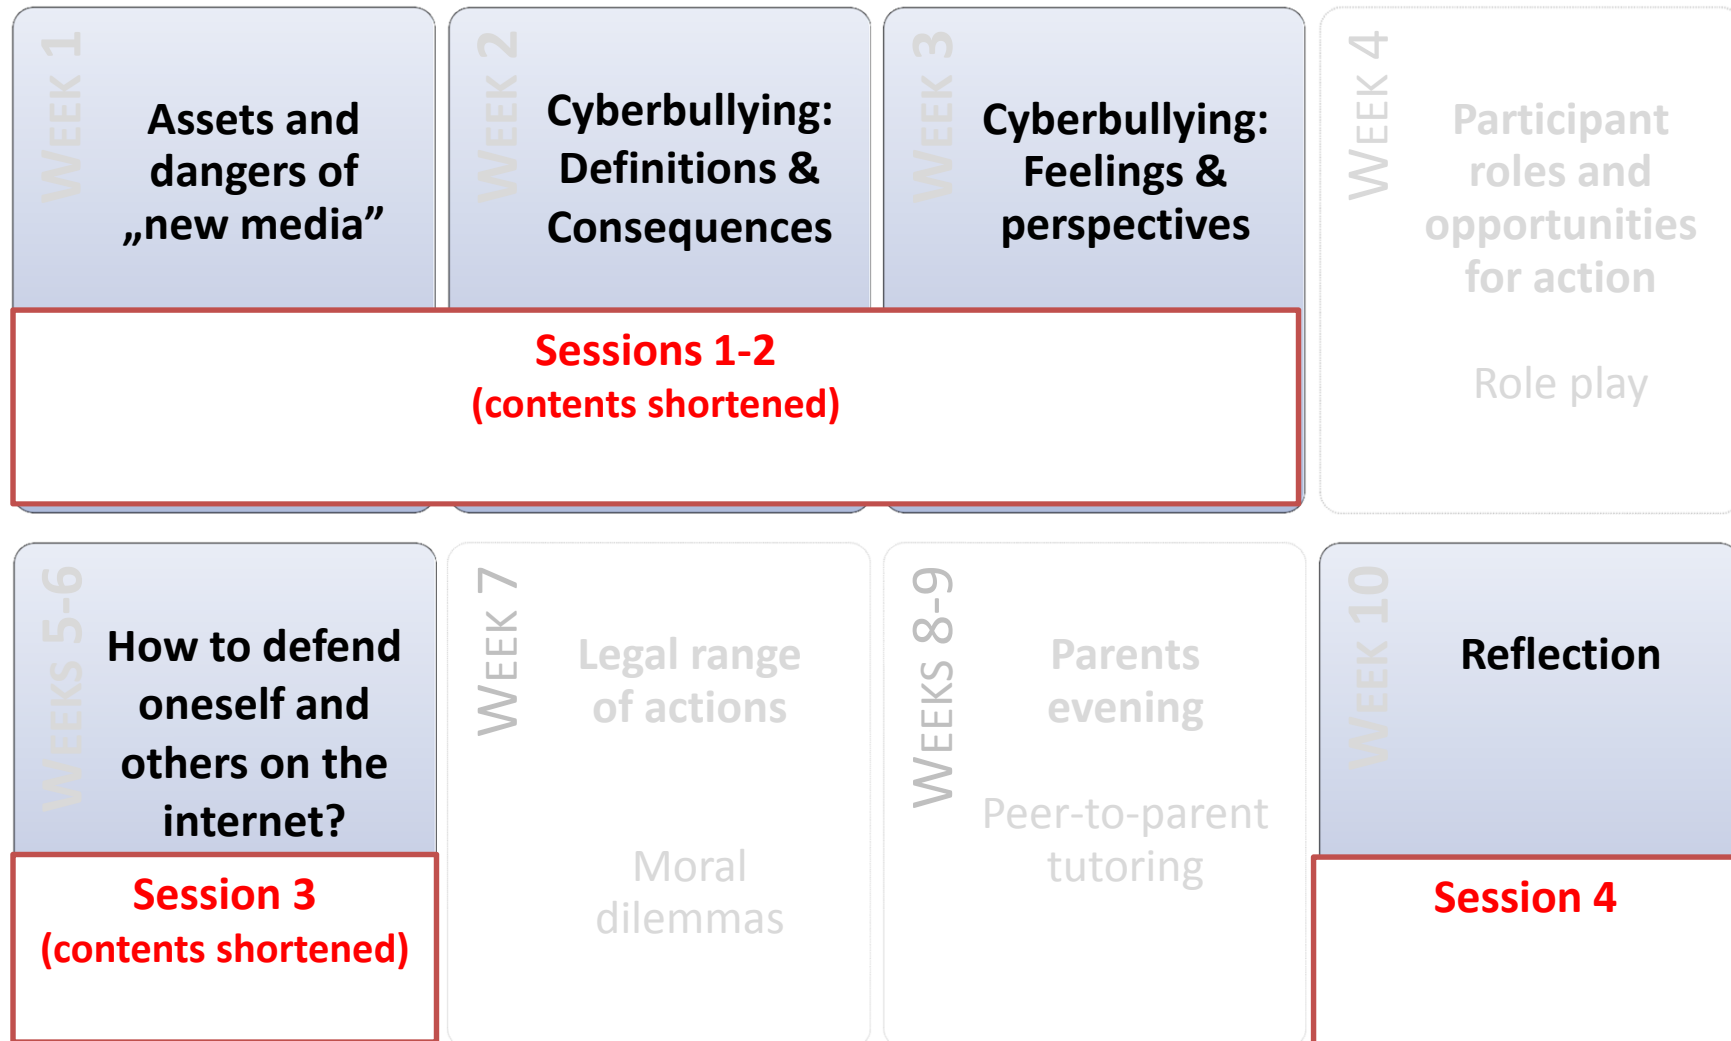 WEEK 1
Assets and
dangers of
„new media”
WEEK 2
Cyberbullying:
Definitions &
Consequences
WEEK 3
Cyberbullying:
Feelings &
perspectives
Sessions 1-2
(contents shortened)
WEEK 4
Participant
roles and
opportunities
for action
Role play
WEEKS 5-6
How to defend
oneself and
others on the
internet?
Session 3
(contents shortened)
WEEK 7
Legal range
of actions
Moral
dilemmas
WEEKS 8-9
Parents
evening
Peer-to-parent
tutoring
WEEK 10
Reflection
Session 4